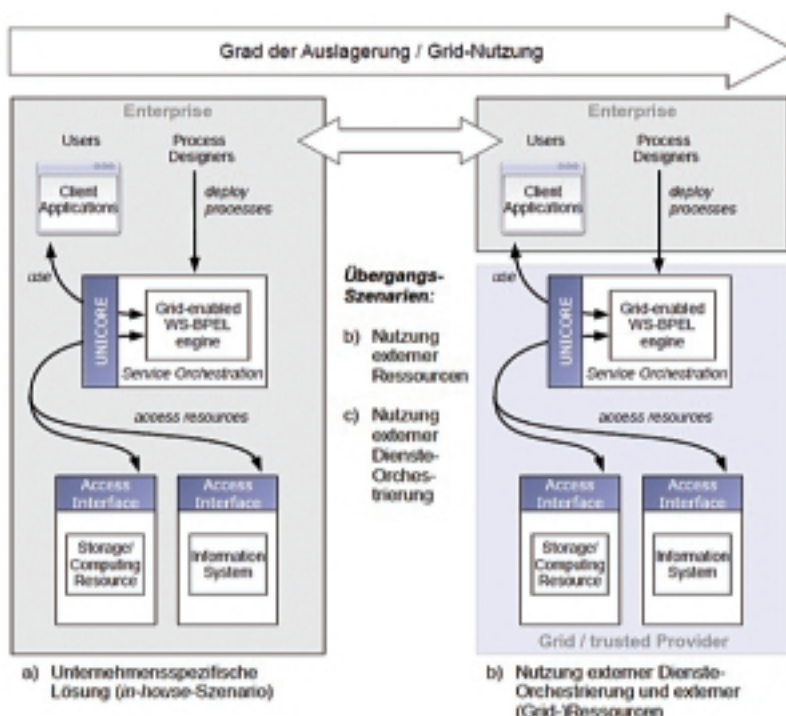 Grad der Auslagerung / Grid-Nutzung
Enterprise
Users
Process
Designers
Client
Applications
deploy
processes
use
UNICORE
Grid-enabled
WS-BPEL
engine
Service Orchestration
access resources
Access
Interface
Storage/
Computing
Resource
Access
Interface
Information
System
a) Unternehmensspezifische
Lösung (in-house-Szenario)
Übergangs-
Szenarien:
b) Nutzung
externer
Ressourcen
c) Nutzung
externer
Dienste-
Orches-
trierung
Enterprise
Users
Process
Designers
Client
Applications
deploy
processes
use
UNICORE
Grid-enabled
WS-BPEL
engine
Service Orchestration
access resources
Access
Interface
Storage/
Computing
Resource
Access
Interface
Information
System
Grid / trusted Provider
b) Nutzung externer Dienste-
Orchestrierung und externer
(Grid-)Ressourcen